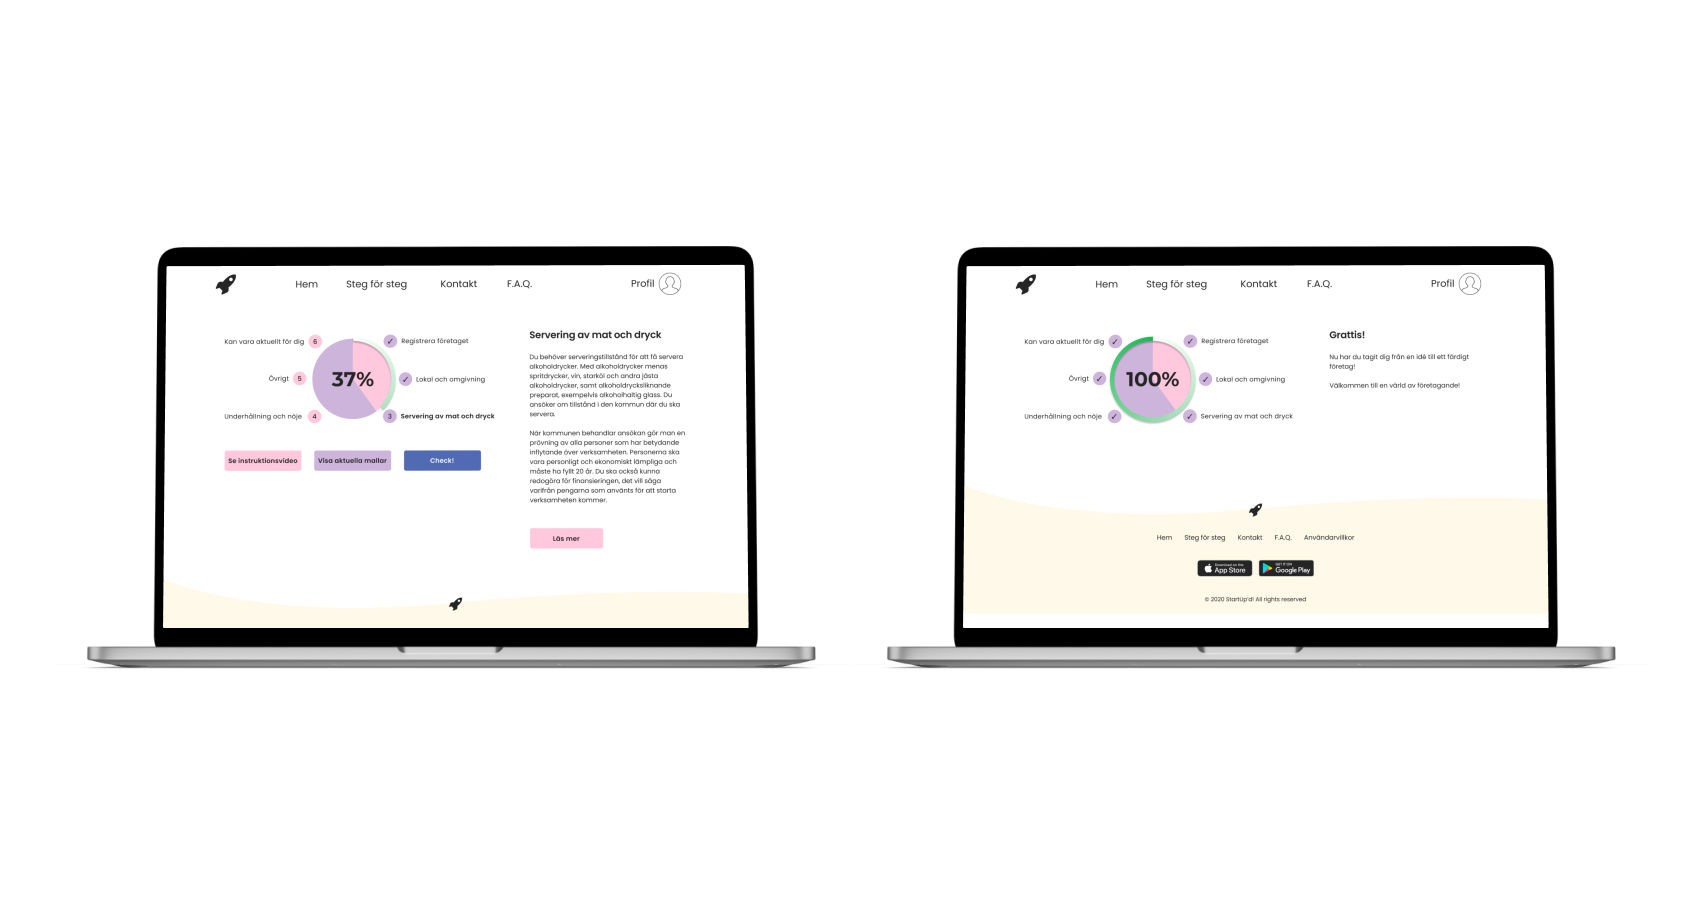 Hem
Steg för steg
Kontakt
F.A.Q.
Profil
Kan vara aktuellt för dig
6
✓
Registrera företaget
Övrigt
5
37%
✓
Lokal och omgivning
Underhållning och nöje
4
3
Servering av mat och dryck
Se instruktionsvideo
Visa aktuella mallar
Check!
Servering av mat och dryck
Du behöver serveringstillstånd för att få servera
alkoholdrycker. Med alkoholdrycker menas
spritdrycker, vin, starköl och andra jästa
alkoholdrycker, samt alkoholdrycksliknande
preparat, exempelvis alkoholhaltig glass. Du
ansöker om tillstånd i den kommun där du ska
servera.
När kommunen behandlar ansökan gör man en
prövning av alla personer som har betydande
inflytande över verksamheten. Personerna ska
vara personligt och ekonomiskt lämpliga och
måste ha fyllt 20 år. Du ska också kunna
redogöra för finansieringen, det vill säga
varifrån pengarna som använts för att starta
verksamheten kommer.
Läs mer
Hem
Steg för steg
Kontakt
F.A.Q.
Profil
Kan vara aktuellt för dig
✓
✓
Registrera företaget
Övrigt
✓
100%
✓
Lokal och omgivning
Underhållning och nöje
✓
✓
Servering av mat och dryck
Grattis!
Nu har du tagit dig från en idé till ett färdigt
företag!
Välkommen till en värld av företagande!
Hem
Steg för steg
Kontakt
F.A.Q.
Användarvillkor
Download on the
App Store
GET IT ON
Google Play
© 2020 StartUp'd! All rights reserved